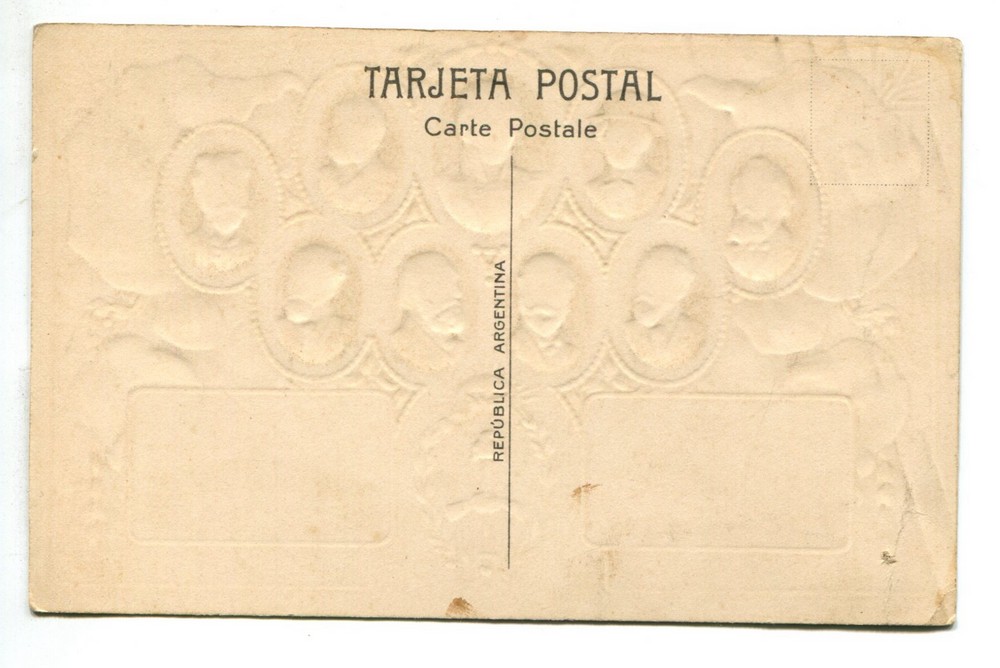 TARJETA POSTAL
Carte Postale
REPÚBLICA ARGENTINA